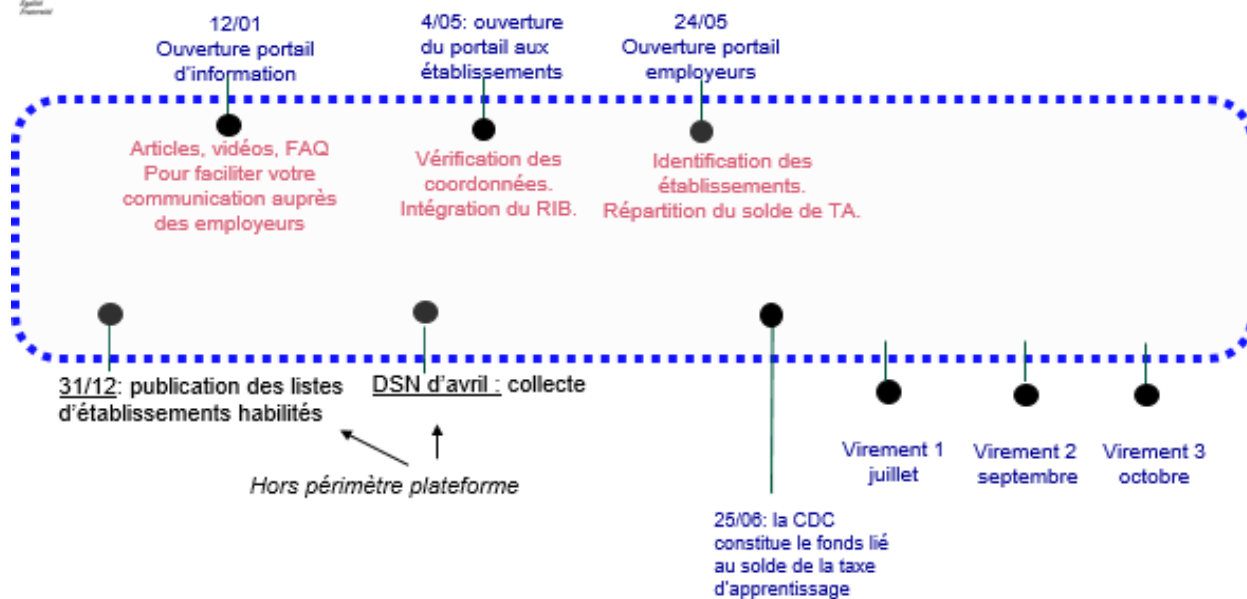 Égalité
Fraternité
12/01
Ouverture portail
d'information
4/05: ouverture
du portail aux
établissements
24/05
Ouverture portail
employeurs
Articles, vidéos, FAQ
Pour faciliter votre
communication auprès
des employeurs
Vérification des
coordonnées.
Intégration du RIB.
Identification des
établissements.
Répartition du solde de TA.
31/12: publication des listes
d'établissements habilités
DSN d'avril : collecte
Hors périmètre plateforme
Virement 1
juillet
Virement 2
septembre
Virement 3
octobre
25/06: la CDC
constitue le fonds lié
au solde de la taxe
d'apprentissage